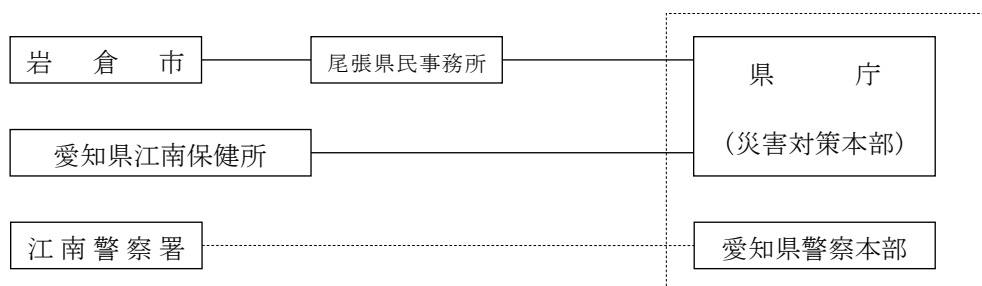 岩倉市
尾張県民事務所
県庁
(災害対策本部)
愛知県江南保健所
江南警察署
愛知県警察本部